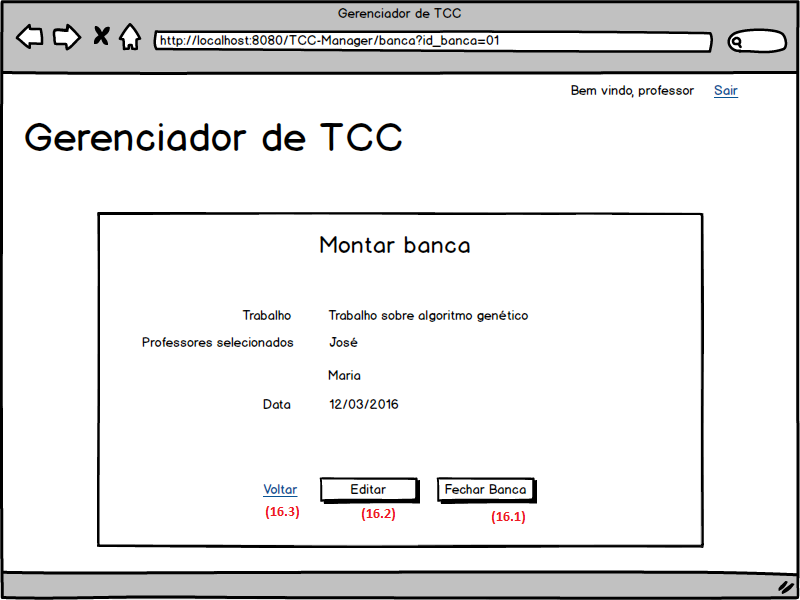 Gerenciador de TCC
http://localhost:8080/TCC-Manager/banca?id_banca=01
Bem vindo, professor Sair
Gerenciador de TCC
Montar banca
Trabalho Trabalho sobre algoritmo genético
Professores selecionados José
Maria
Data 12/03/2016
Voltar Editar Fechar Banca
(16.3) (16.2) (16.1)